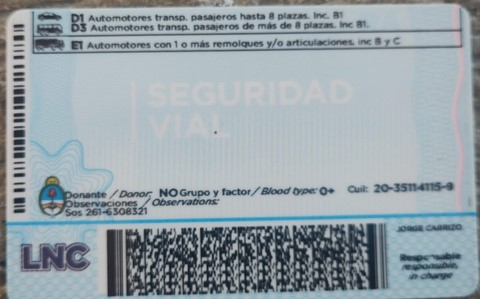 D1 Automotores transp. pasajeros hasta 8 plazas. Inc. B1
D3 Automotores transp. pasajeros de más de 8 plazas. Inc B1.
E1 Automotores con 1 o más remolques y/o articulaciones. inc B y C
SEGURIDAD
VIAL
Donante / Donor: NO Grupo y factor / Blood type: 0+ Cuil: 20-35114115-9
Observaciones / Observations:
Sos 261-6308321
JORGE CARRIZO
LNC
Responsable
responsible,
in charge